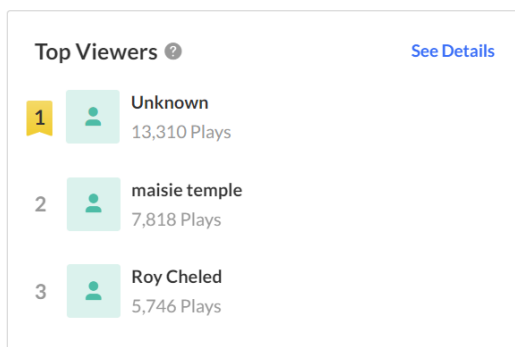 Top Viewers ?
See Details
1
Unknown
13,310 Plays
2
maisie temple
7,818 Plays
3
Roy Cheled
5,746 Plays